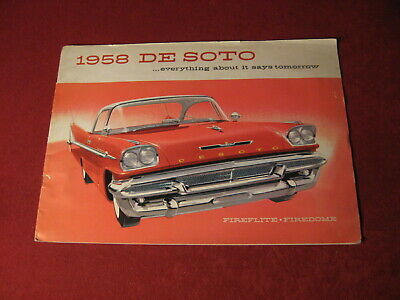 1958 DE SOTO
...everything about it says tomorrow
DESOTO
FIREFLITE • FIREDOME